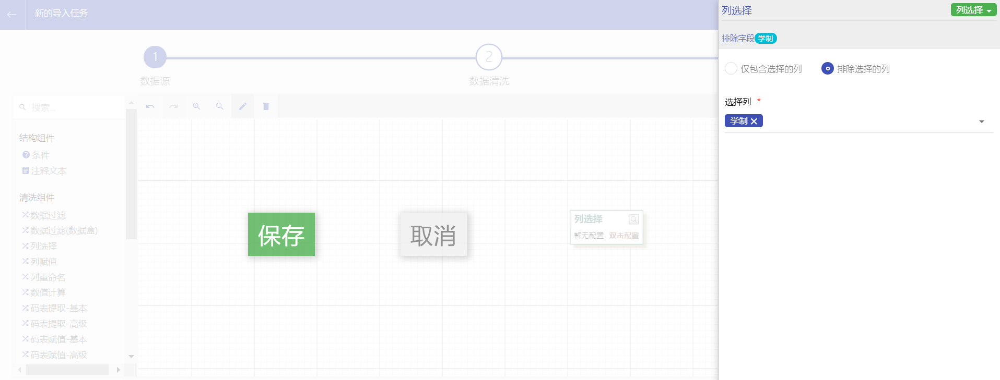 新的导入任务
1
2
数据源
数据清洗
搜索...
结构组件
条件
注释文本
清洗组件
数据过滤
数据过滤(数据盒)
列选择
列赋值
列重命名
数值计算
码表提取-基本
码表提取-高级
码表赋值-基本
码表赋值-高级
保存
取消
列选择
暂无配置 双击配置
列选择
列选择
排除字段 学制
仅包含选择的列
排除选择的列
选择列 *
学制